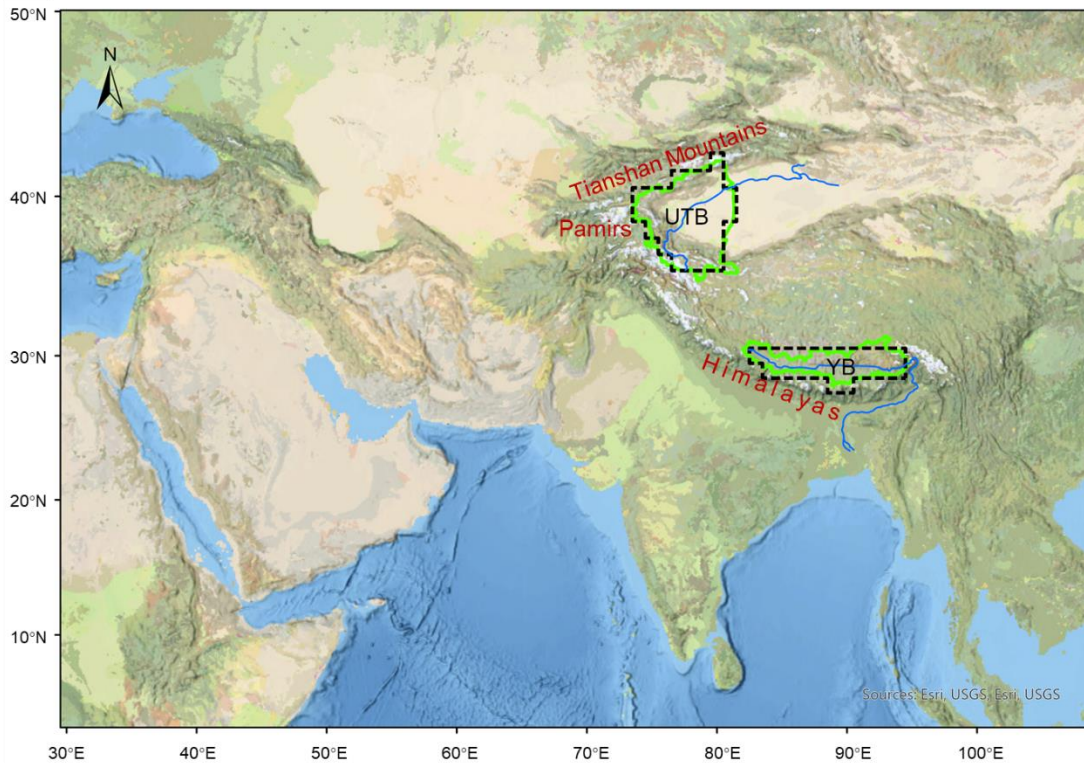 50°N
N
Tianshan Mountains
40°N
UTB
Pamirs
30°N
YB
Himalayas
20°N
10°N
Sources: Esri, USGS, Esri, USGS
30°E 40°E 50°E 60°E 70°E 80°E 90°E 100°E